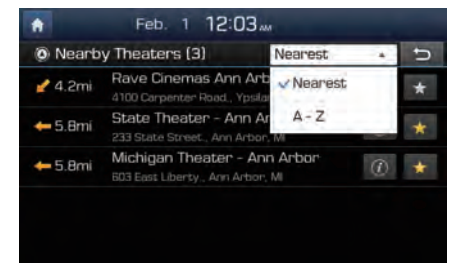 Feb. 1 12:03 AM
Nearby Theaters (3) Nearest
4.2mi Rave Cinemas Ann Arb
4100 Carpenter Road., Ypsilan
Nearest
A - Z
5.8mi State Theater - Ann Ar
233 State Street., Ann Arbor, MI
5.8mi Michigan Theater - Ann Arbor
603 East Liberty., Ann Arbor, MI